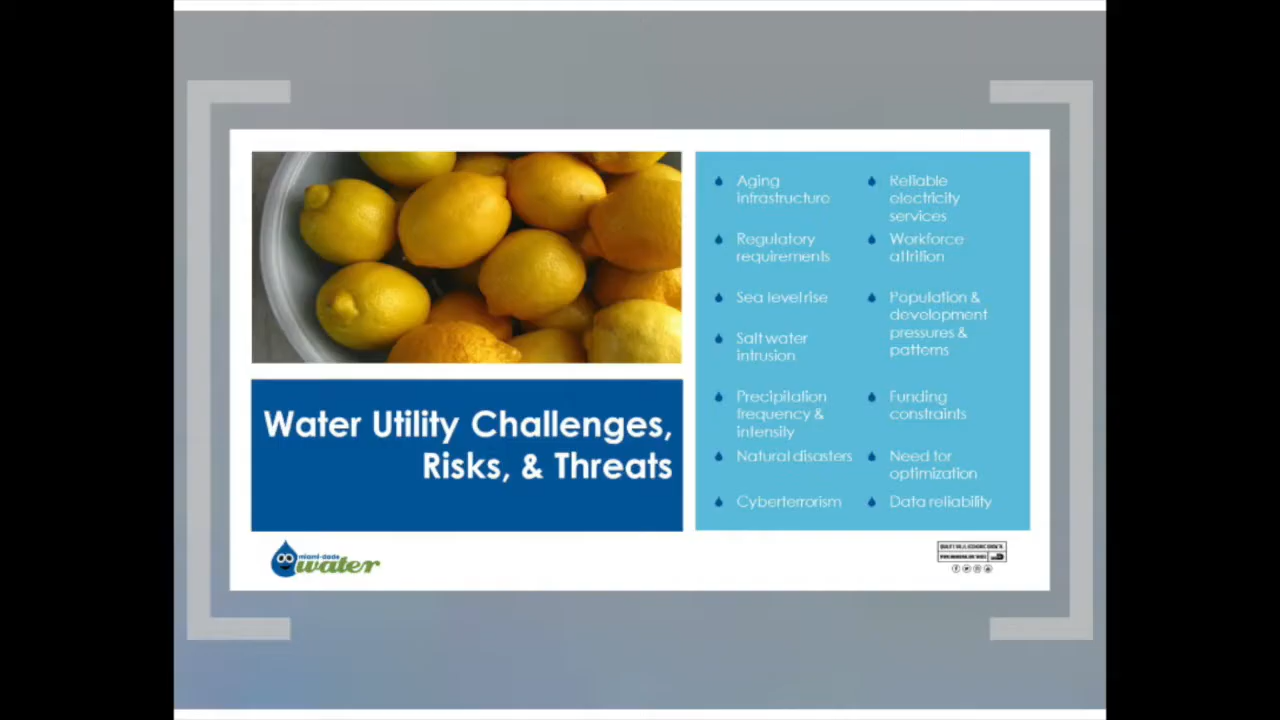 Water Utility Challenges,
Risks, & Threats
Aging
infrastructure
Regulatory
requirements
Sea level rise
Salt water
intrusion
Precipitation
frequency &
intensity
Natural disasters
Cyberterrorism
Reliable
electricity
services
Workforce
attrition
Population &
development
pressures &
patterns
Funding
constraints
Need for
optimization
Data reliability
miami-dade
water